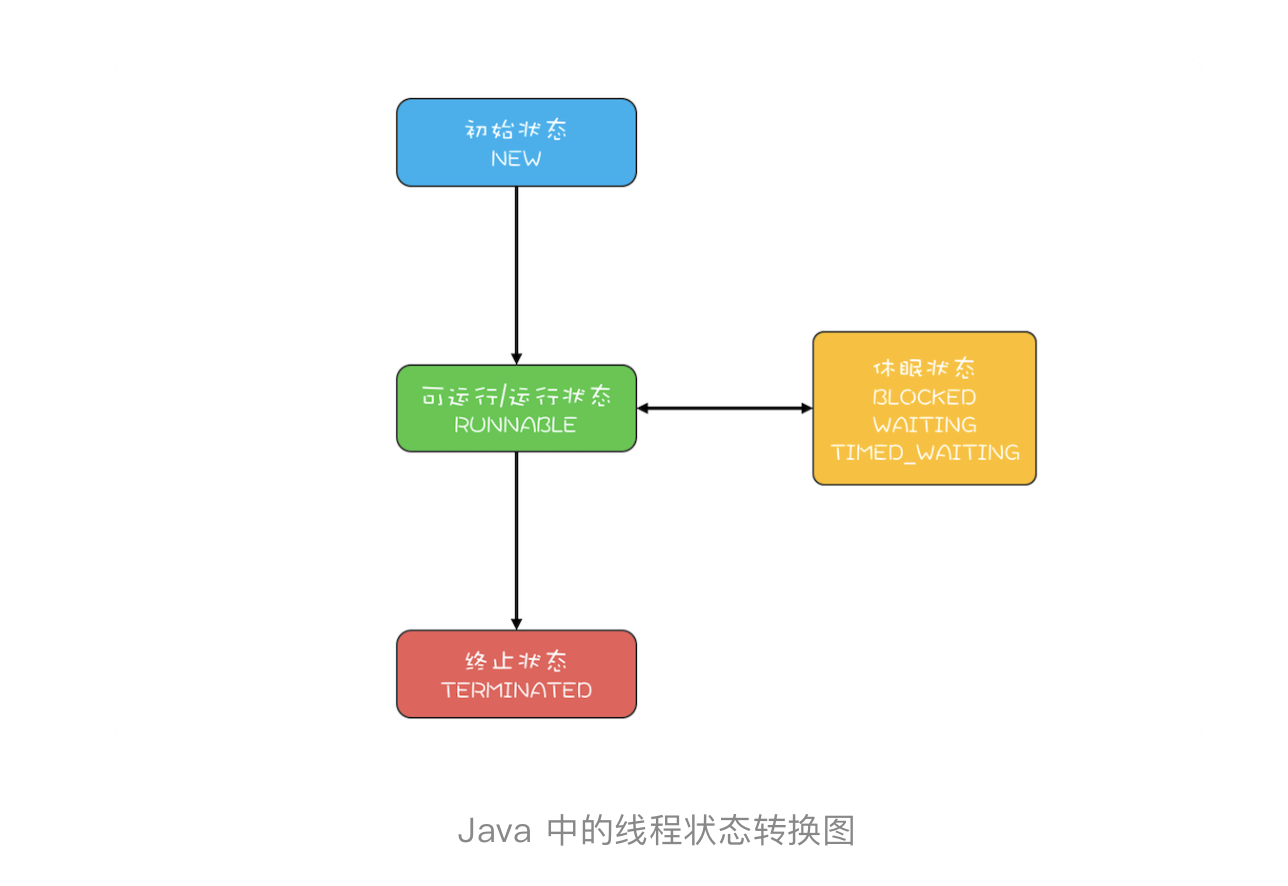 初始状态
NEW
可运行/运行状态
RUNNABLE
休眠状态
BLOCKED
WAITING
TIMED_WAITING
终止状态
TERMINATED
Java 中的线程状态转换图